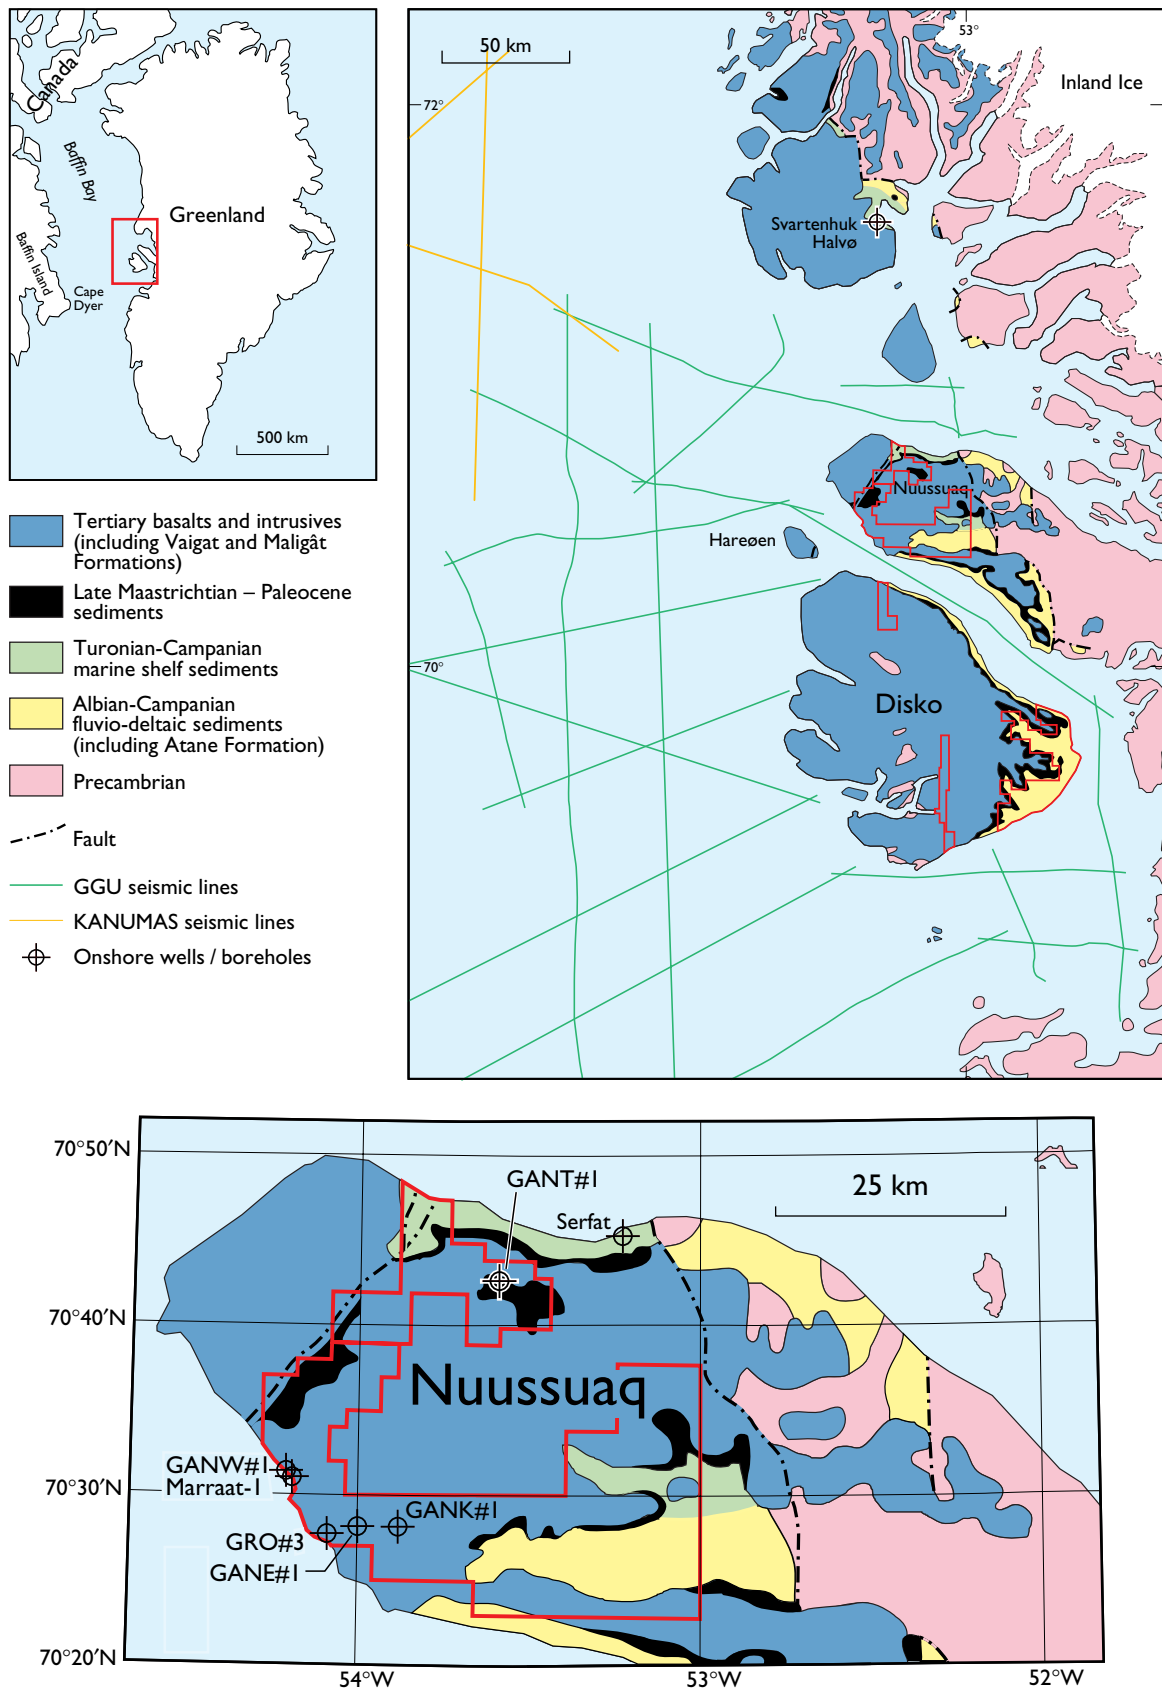 Canada
Baffin Bay
Greenland
Baffin Island
Cape
Dyer
500 km
50 km
53°
Inland Ice
72°
Svartenhuk
Halvø
Nuussuaq
Hareøen
70°
Disko
Tertiary basalts and intrusives
(including Vaigat and Maligât
Formations)
Late Maastrichtian – Paleocene
sediments
Turonian-Campanian
marine shelf sediments
Albian-Campanian
fluvio-deltaic sediments
(including Atane Formation)
Precambrian
Fault
GGU seismic lines
KANUMAS seismic lines
Onshore wells / boreholes
70°50′N
GANT#1
25 km
Serfat
70°40′N
Nuussuaq
GANW#1
Marraat-1
70°30′N
GANK#1
GRO#3
GANE#1
70°20′N
54°W
53°W
52°W